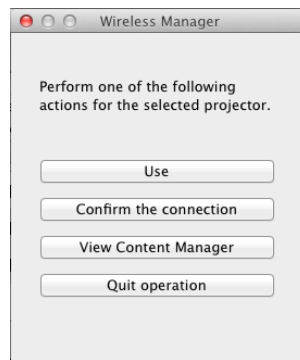 Wireless Manager
Perform one of the following
actions for the selected projector.
Use
Confirm the connection
View Content Manager
Quit operation